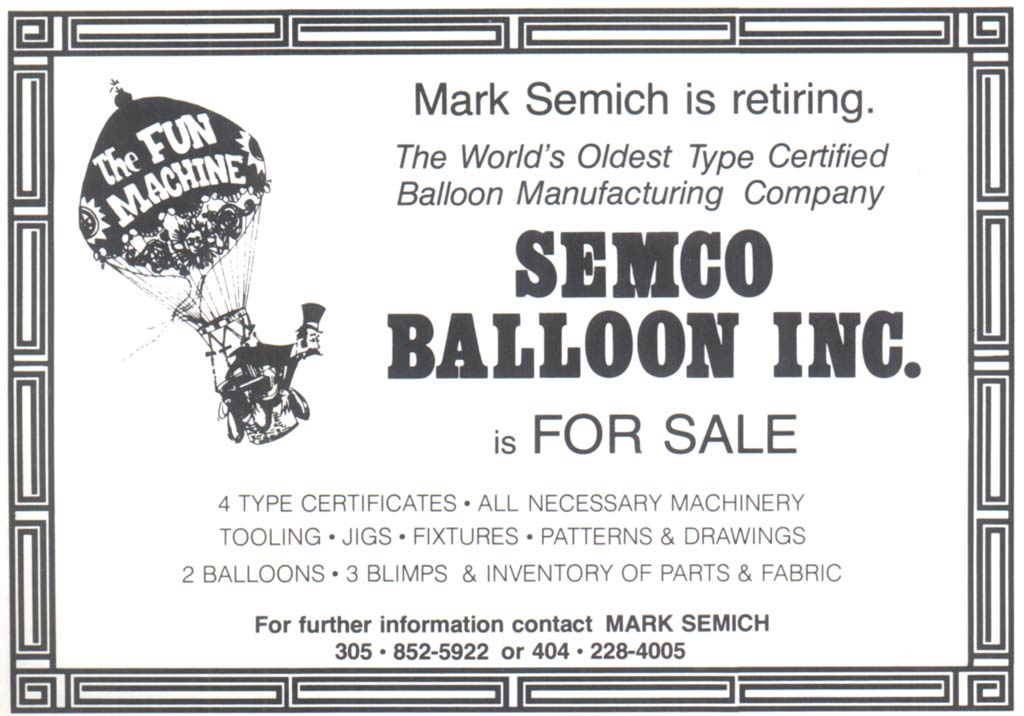 The FUN
MACHINE
Mark Semich is retiring.
The World's Oldest Type Certified
Balloon Manufacturing Company
SEMCO
BALLOON INC.
is FOR SALE
4 TYPE CERTIFICATES • ALL NECESSARY MACHINERY
TOOLING • JIGS • FIXTURES • PATTERNS & DRAWINGS
2 BALLOONS • 3 BLIMPS & INVENTORY OF PARTS & FABRIC
For further information contact MARK SEMICH
305 • 852-5922 or 404 • 228-4005